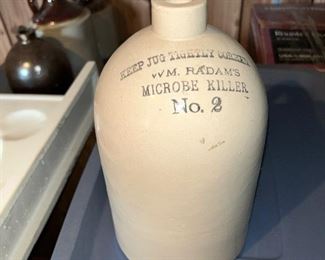 KEEP JUG TIGHTLY CORKED
WM. RADAM'S
MICROBE KILLER
No. 2